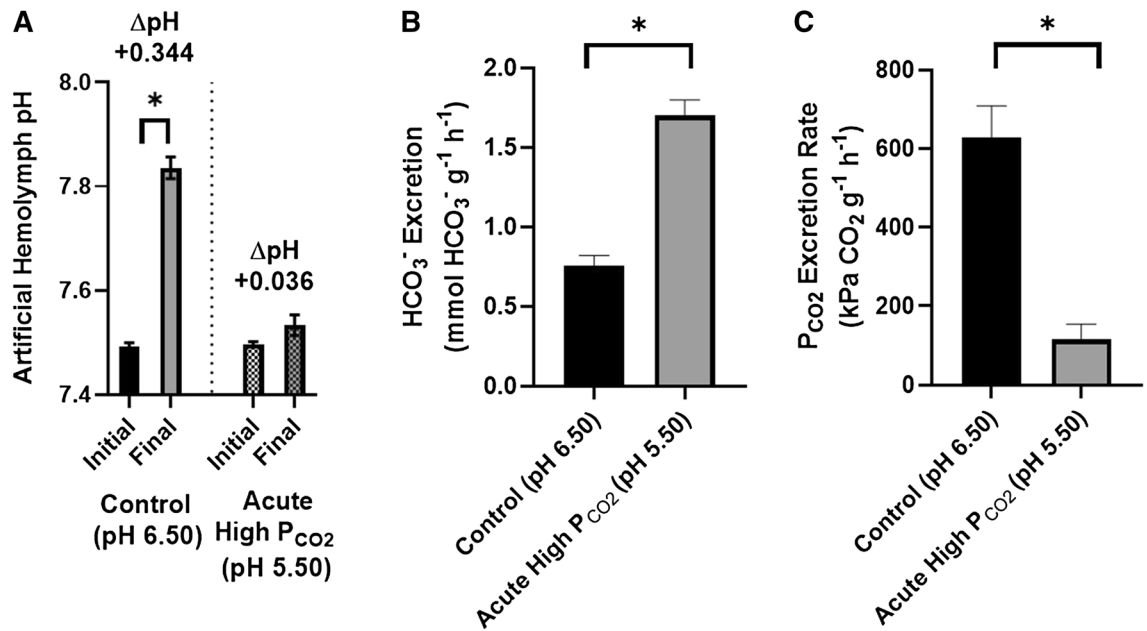 A
ΔpH
+0.344
*
ΔpH
+0.036
Artificial Hemolymph pH
8.0
7.8
7.6
7.4
Initial
Final
Initial
Final
Control
(pH 6.50)
Acute
High PCO2
(pH 5.50)
B
*
HCO3- Excretion
(mmol HCO3- g-1 h-1)
2.0
1.5
1.0
0.5
0.0
Control (pH 6.50)
Acute High PCO2 (pH 5.50)
C
*
PCO2 Excretion Rate
(kPa CO2 g-1 h-1)
800
600
400
200
0
Control (pH 6.50)
Acute High PCO2 (pH 5.50)